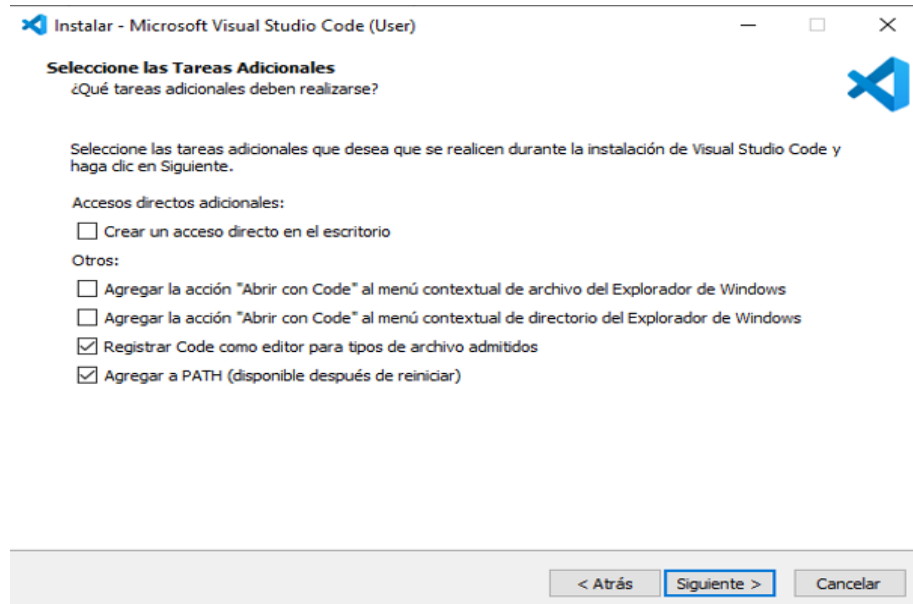 Instalar - Microsoft Visual Studio Code (User)
Seleccione las Tareas Adicionales
¿Qué tareas adicionales deben realizarse?
Seleccione las tareas adicionales que desea que se realicen durante la instalación de Visual Studio Code y
haga clic en Siguiente.
Accesos directos adicionales:
Crear un acceso directo en el escritorio
Otros:
Agregar la acción "Abrir con Code" al menú contextual de archivo del Explorador de Windows
Agregar la acción "Abrir con Code" al menú contextual de directorio del Explorador de Windows
Registrar Code como editor para tipos de archivo admitidos
Agregar a PATH (disponible después de reiniciar)
< Atrás Siguiente > Cancelar